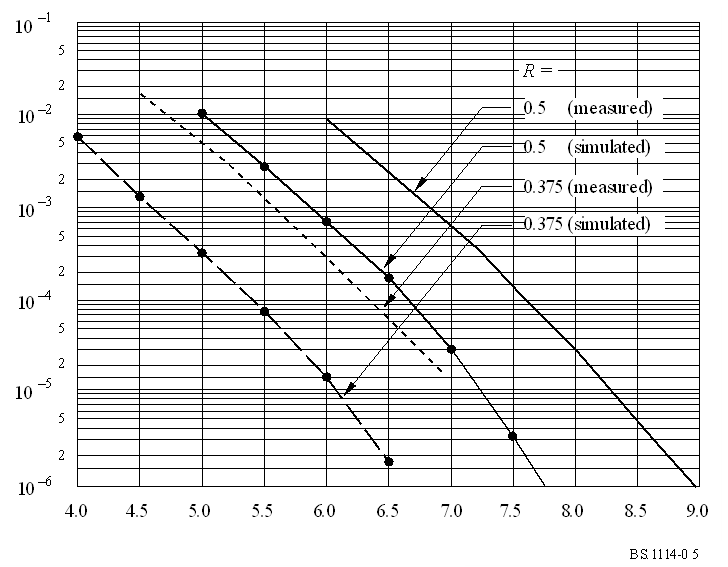 10⁻¹
5
2
R =
0.5 (measured)
10⁻²
5
0.5 (simulated)
2
0.375 (measured)
10⁻³
0.375 (simulated)
5
2
10⁻⁴
5
2
10⁻⁵
5
2
10⁻⁶
4.0 4.5 5.0 5.5 6.0 6.5 7.0 7.5 8.0 8.5 9.0
BS.1114-0 5